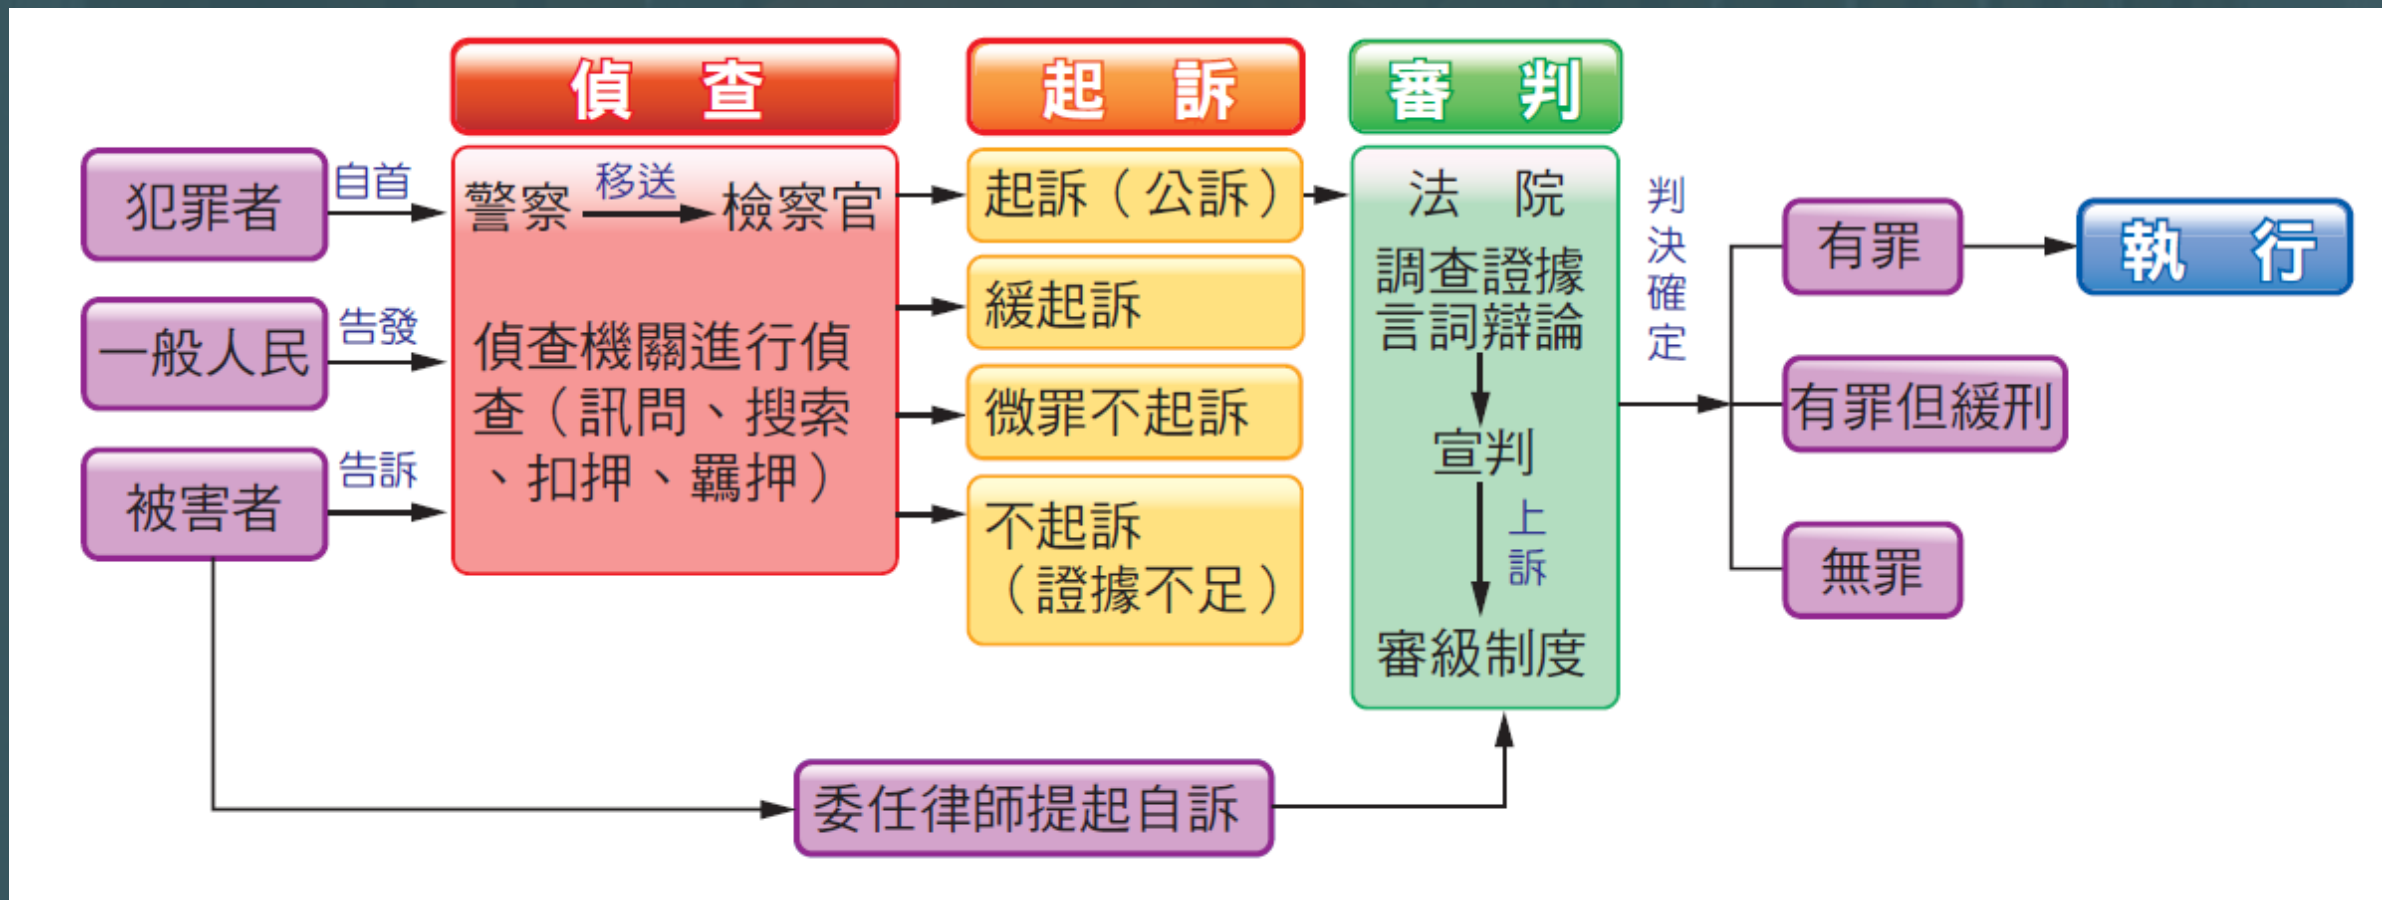 偵 查
起 訴
審 判
犯罪者
自首
警察
移送
檢察官
一般人民
告發
被害者
告訴
偵查機關進行偵
查（訊問、搜索
、扣押、羈押）
起訴（公訴）
緩起訴
微罪不起訴
不起訴
（證據不足）
法 院
調查證據
言詞辯論
宣判
上訴
審級制度
委任律師提起自訴
判決確定
有罪
執 行
有罪但緩刑
無罪